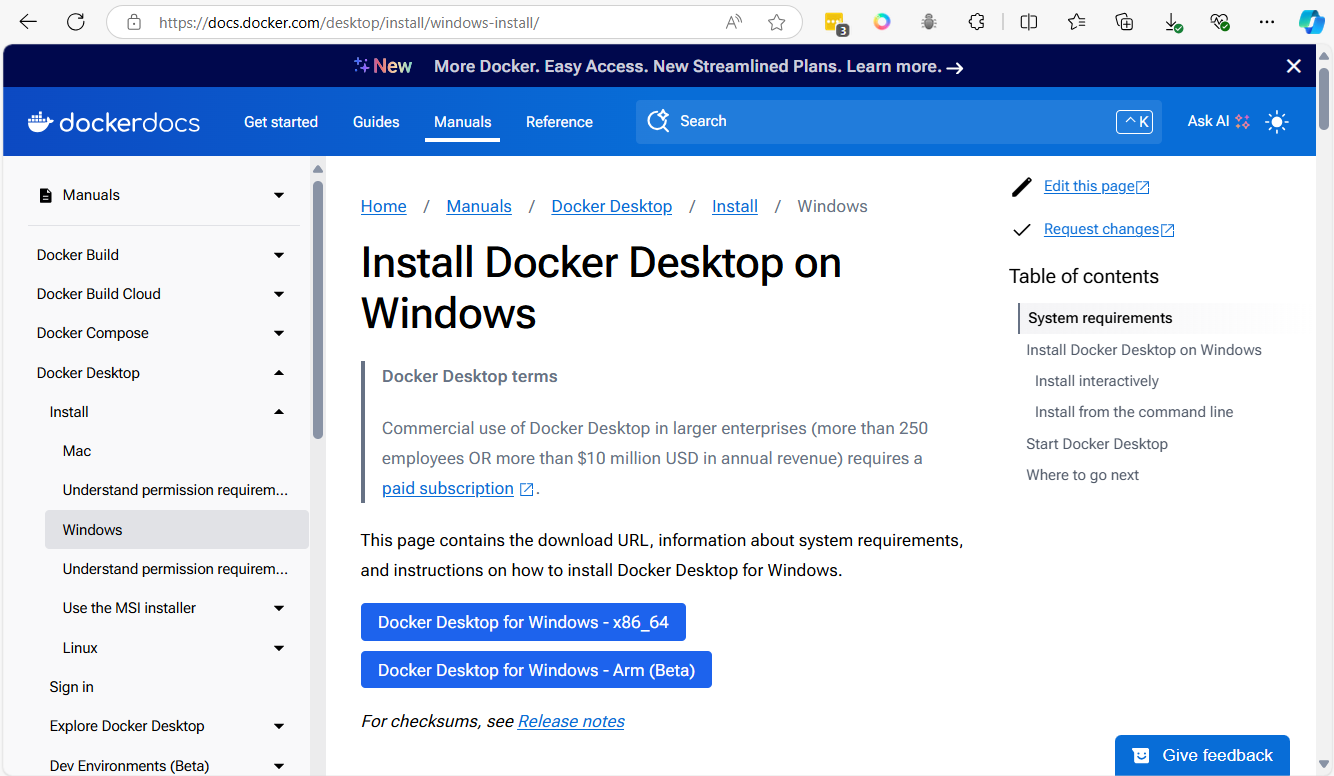 https://docs.docker.com/desktop/install/windows-install/
A
3
New More Docker. Easy Access. New Streamlined Plans. Learn more.
dockerdocs
Get started
Guides
Manuals
Reference
Search
^ K
Ask AI
Manuals
Docker Build
Docker Build Cloud
Docker Compose
Docker Desktop
Install
Mac
Understand permission requirem...
Windows
Understand permission requirem...
Use the MSI installer
Linux
Sign in
Explore Docker Desktop
Dev Environments (Beta)
Home / Manuals / Docker Desktop / Install / Windows
Install Docker Desktop on
Windows
Docker Desktop terms
Commercial use of Docker Desktop in larger enterprises (more than 250
employees OR more than $10 million USD in annual revenue) requires a
paid subscription .
This page contains the download URL, information about system requirements,
and instructions on how to install Docker Desktop for Windows.
Docker Desktop for Windows - x86_64
Docker Desktop for Windows - Arm (Beta)
For checksums, see Release notes
Edit this page
Request changes
Table of contents
System requirements
Install Docker Desktop on Windows
Install interactively
Install from the command line
Start Docker Desktop
Where to go next
Give feedback